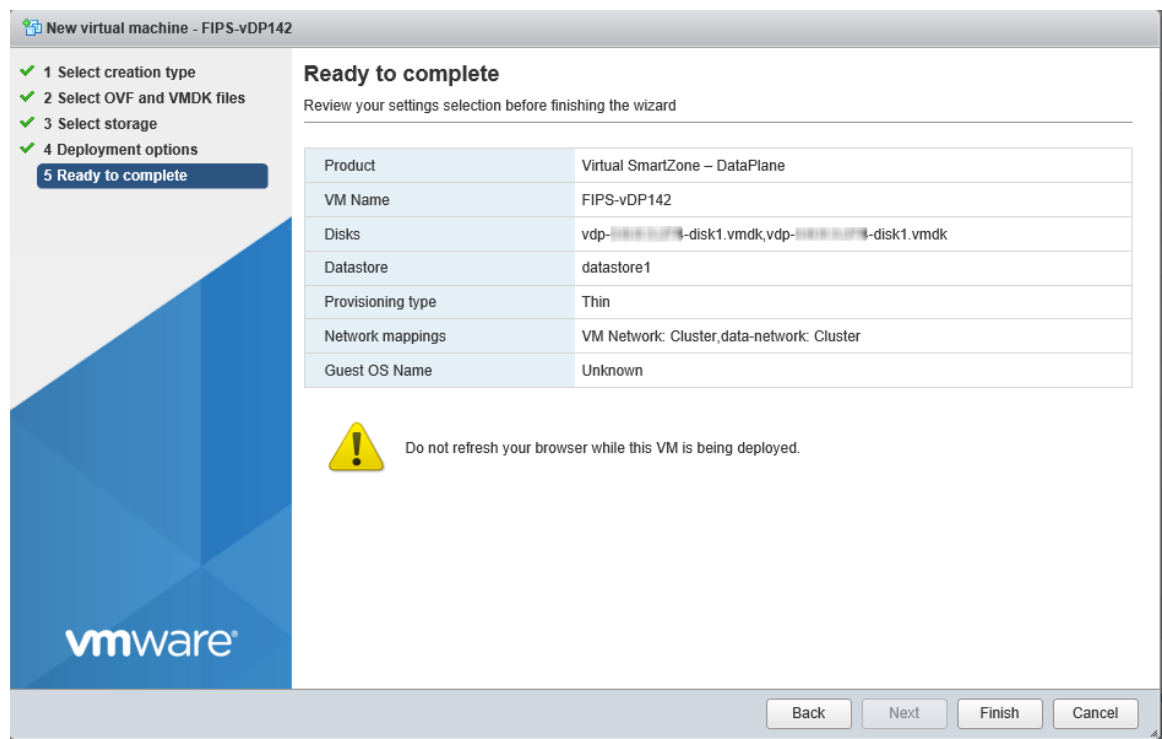 New virtual machine - FIPS-vDP142
1 Select creation type
2 Select OVF and VMDK files
3 Select storage
4 Deployment options
5 Ready to complete
Ready to complete
Review your settings selection before finishing the wizard
Product Virtual SmartZone – DataPlane
VM Name FIPS-vDP142
Disks vdp- -disk1.vmdk,vdp- -disk1.vmdk
Datastore datastore1
Provisioning type Thin
Network mappings VM Network: Cluster,data-network: Cluster
Guest OS Name Unknown
Do not refresh your browser while this VM is being deployed.
vmware®
Back Next Finish Cancel